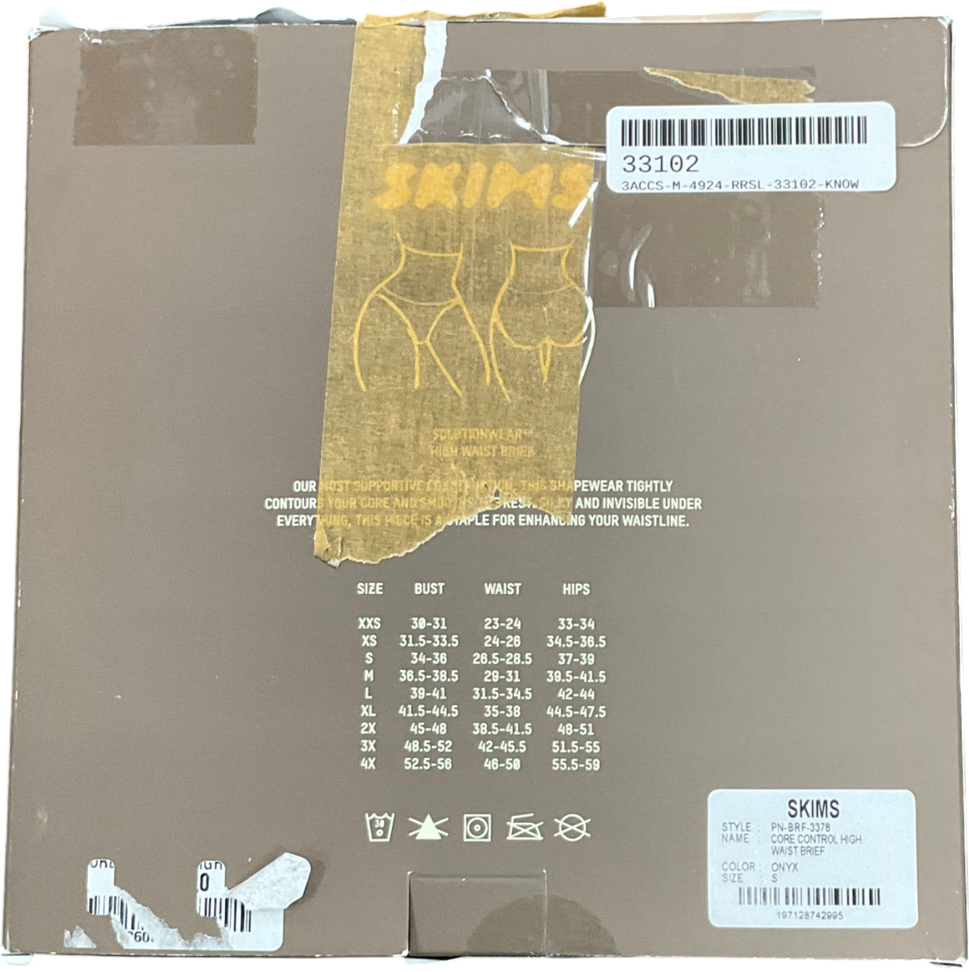 33102
3ACCS-M-4924-RRSL-33102-KNOW
SKIMS
SOLUTIONWEAR™
HIGH WAIST BRIEF
OUR MOST SUPPORTIVE THIS SHAPEWEAR TIGHTLY
CONTOURS YOUR CORE AND AND INVISIBLE UNDER
EVERYTHING, THIS PIECE IS A STAPLE FOR ENHANCING YOUR WAISTLINE.
SIZE BUST WAIST HIPS
XXS 30-31 23-24 33-34
XS 31.5-33.5 24-26 34.5-36.5
S 34-36 26.5-28.5 37-39
M 36.5-38.5 29-31 39.5-41.5
L 39-41 31.5-34.5 42-44
XL 41.5-44.5 35-38 44.5-47.5
2X 45-48 38.5-41.5 48-51
3X 48.5-52 42-45.5 51.5-55
4X 52.5-56 46-50 55.5-59
30
SKIMS
STYLE : PN-BRF-3378
NAME : CORE CONTROL HIGH
WAIST BRIEF
COLOR : ONYX
SIZE : S
197128742995
0